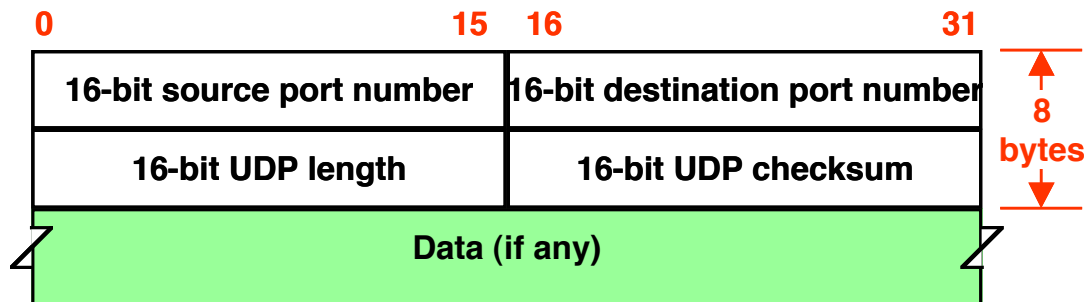 0 15 16 31
16-bit source port number 16-bit destination port number
8
bytes
16-bit UDP length 16-bit UDP checksum
Data (if any)